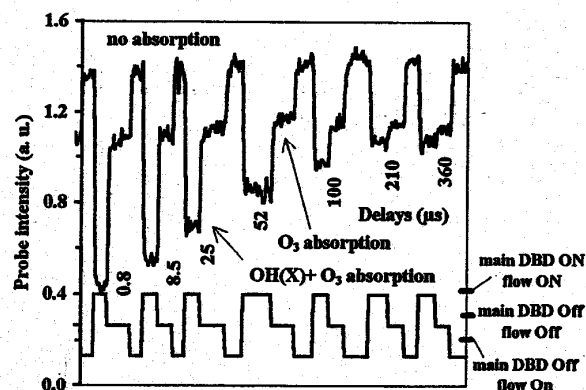 1.6
no absorption
1.2
0.8
0.4
0.0
Probe intensity (a. u.)
0.8
8.5
25
52
100
210
360
Delays (µs)
O₃ absorption
OH(X)+ O₃ absorption
main DBD ON
flow ON
main DBD Off
flow Off
main DBD Off
flow On